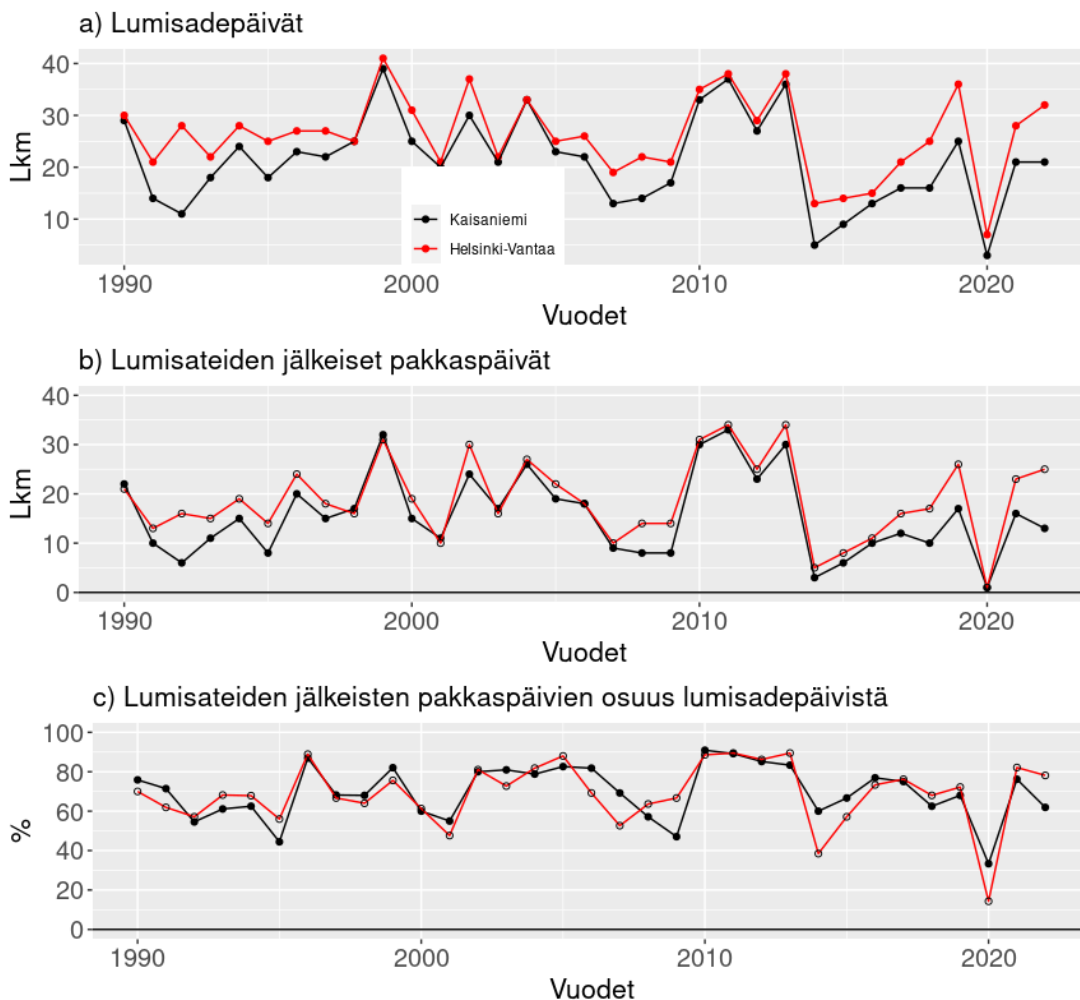 a) Lumisadepäivät
40
30
20
10
Lkm
Kaisaniemi
Helsinki-Vantaa
1990 2000 2010 2020
Vuodet
b) Lumisateiden jälkeiset pakkaspäivät
40
30
20
10
0
Lkm
1990 2000 2010 2020
Vuodet
c) Lumisateiden jälkeisten pakkaspäivien osuus lumisadepäivistä
100
80
60
40
20
0
%
1990 2000 2010 2020
Vuodet